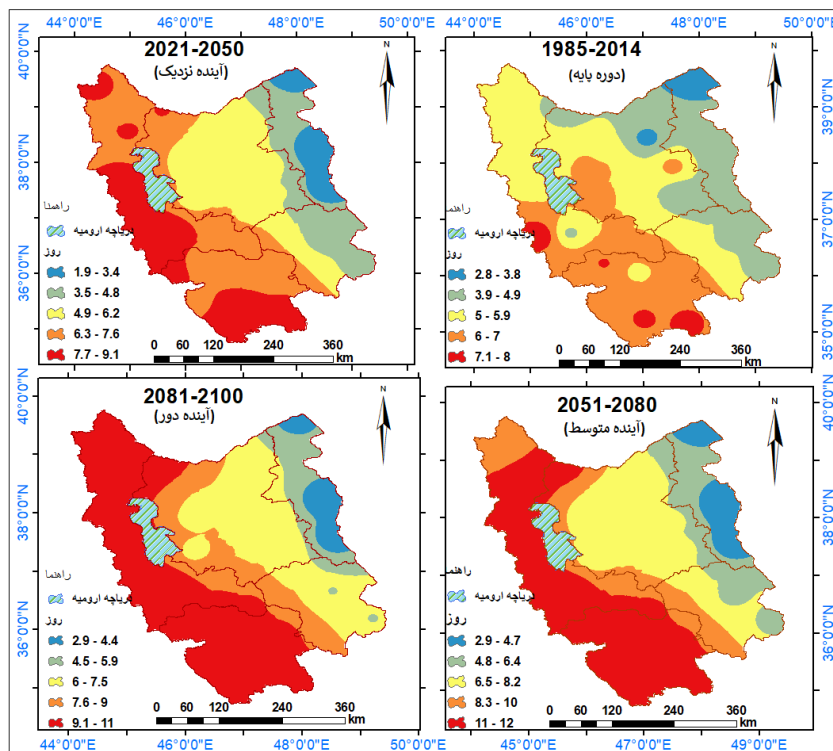 44°0'0"E 46°0'0"E 48°0'0"E 50°0'0"E
40°0'0"N
38°0'0"N
36°0'0"N
2021-2050
(آینده نزدیک)
N
راهنما
دریاچه ارومیه
روز
1.9 - 3.4
3.5 - 4.8
4.9 - 6.2
6.3 - 7.6
7.7 - 9.1
0 60 120 240 360
km
44°0'0"E 46°0'0"E 48°0'0"E 50°0'0"E
39°0'0"N
37°0'0"N
36°0'0"N
35°0'0"N
1985-2014
(دوره پایه)
N
دریاچه ارومیه
روز
2.8 - 3.8
3.9 - 4.9
5 - 5.9
6 - 7
7.1 - 8
0 60 120 240 360
km
40°0'0"N
38°0'0"N
36°0'0"N
2081-2100
(آینده دور)
N
راهنما
دریاچه ارومیه
روز
2.9 - 4.4
4.5 - 5.9
6 - 7.5
7.6 - 9
9.1 - 11
0 60 120 240 360
km
44°0'0"E 46°0'0"E 48°0'0"E 50°0'0"E
40°0'0"N
38°0'0"N
36°0'0"N
2051-2080
(آینده متوسط)
N
دریاچه ارومیه
روز
2.9 - 4.7
4.8 - 6.4
6.5 - 8.2
8.3 - 10
11 - 12
0 60 120 240 360
km
45°0'0"E 47°0'0"E 49°0'0"E